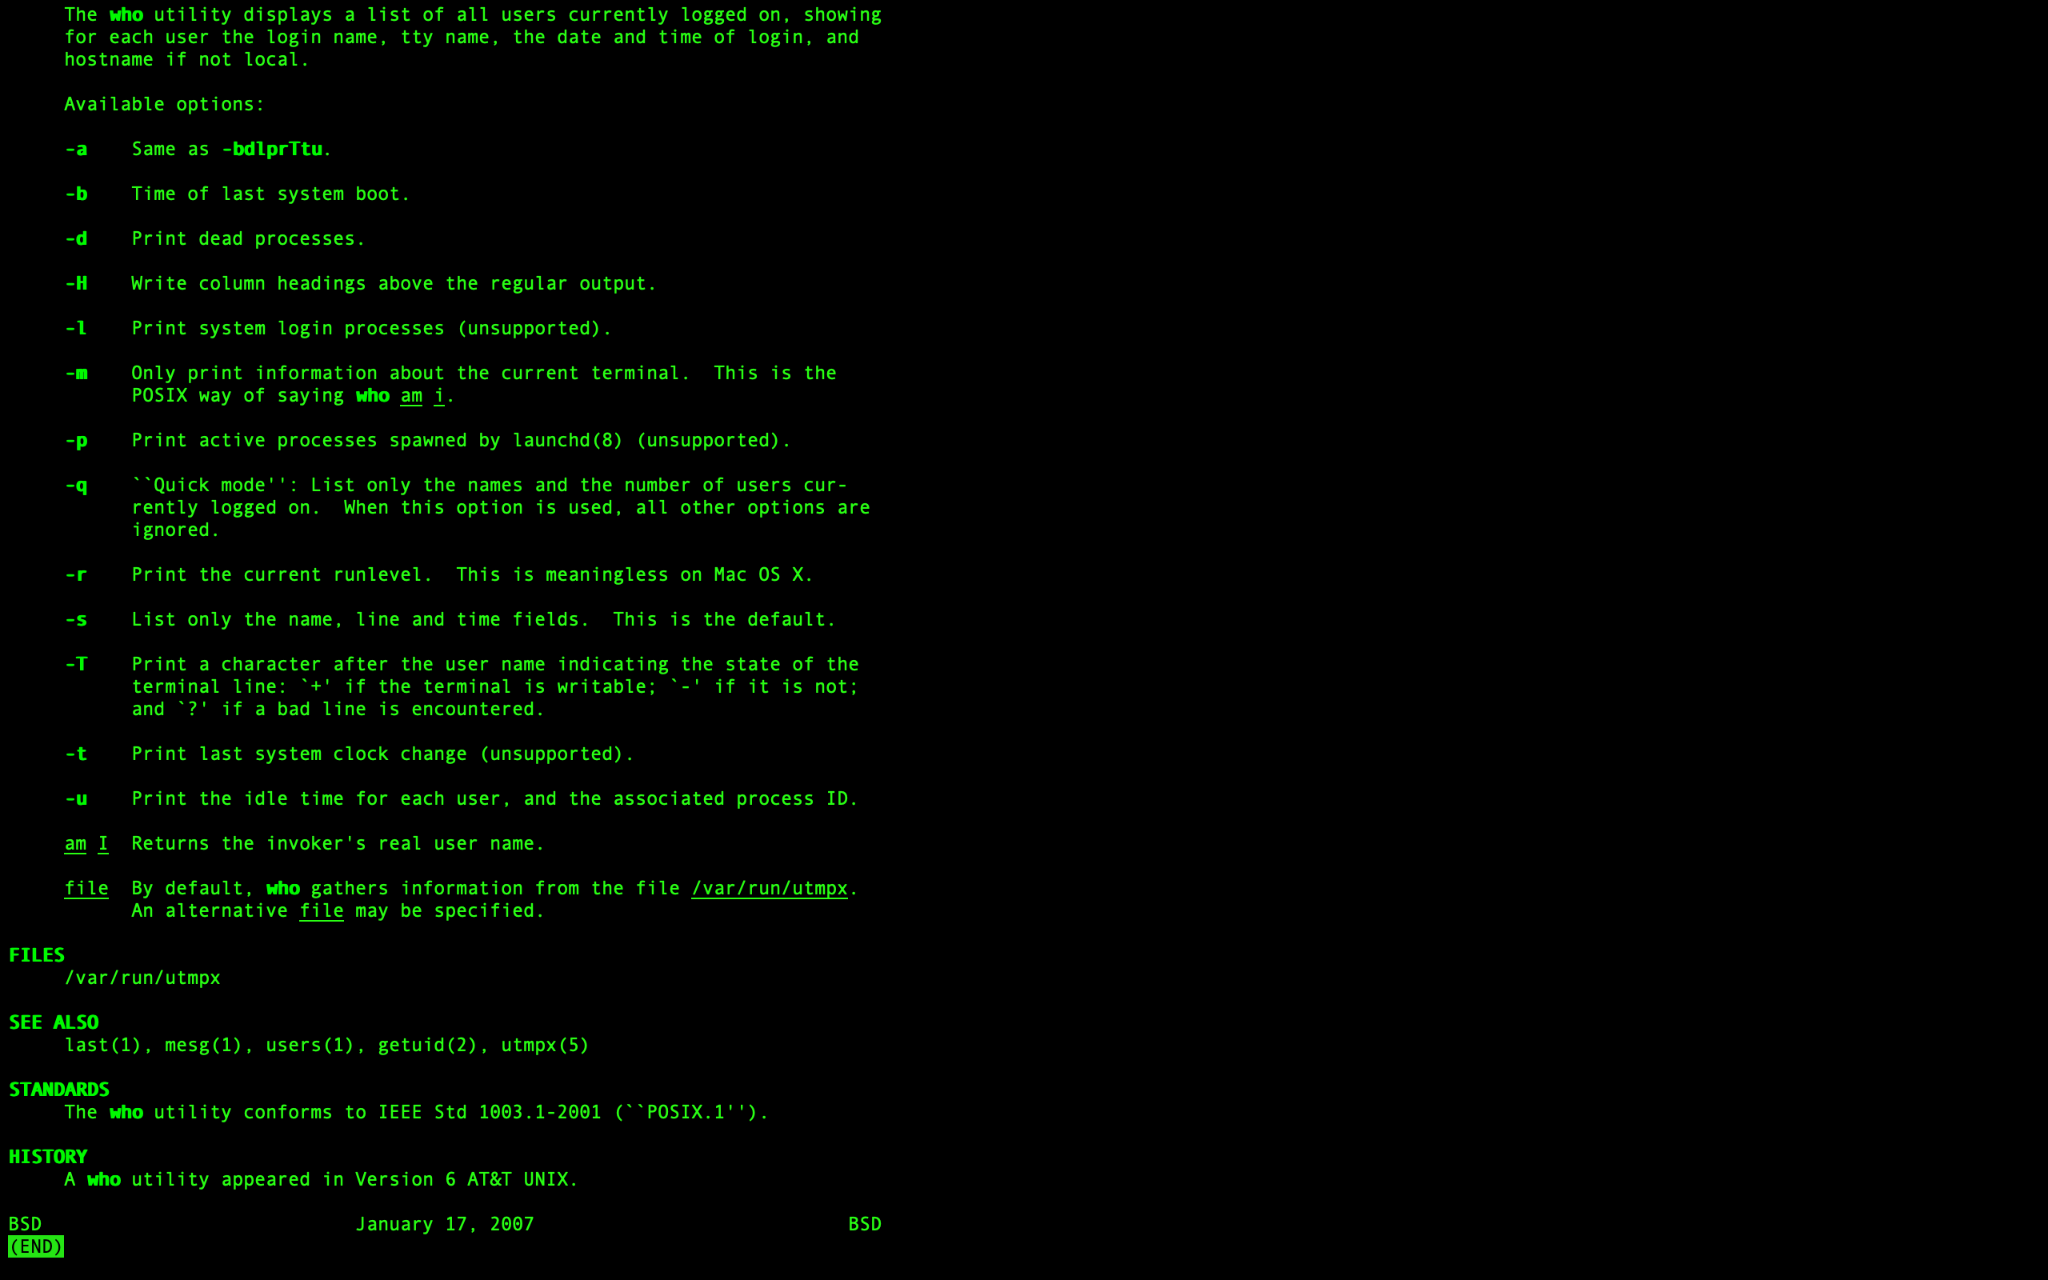 The who utility displays a list of all users currently logged on, showing
for each user the login name, tty name, the date and time of login, and
hostname if not local.
Available options:
-a    Same as -bdlprTtu.
-b    Time of last system boot.
-d    Print dead processes.
-H    Write column headings above the regular output.
-l    Print system login processes (unsupported).
-m    Only print information about the current terminal.  This is the
POSIX way of saying who am i.
-p    Print active processes spawned by launchd(8) (unsupported).
-q    ``Quick mode'': List only the names and the number of users cur-
rently logged on.  When this option is used, all other options are
ignored.
-r    Print the current runlevel.  This is meaningless on Mac OS X.
-s    List only the name, line and time fields.  This is the default.
-T    Print a character after the user name indicating the state of the
terminal line: `+' if the terminal is writable; `-' if it is not;
and `?' if a bad line is encountered.
-t    Print last system clock change (unsupported).
-u    Print the idle time for each user, and the associated process ID.
am I  Returns the invoker's real user name.
file  By default, who gathers information from the file /var/run/utmpx.
An alternative file may be specified.
FILES
/var/run/utmpx
SEE ALSO
last(1), mesg(1), users(1), getuid(2), utmpx(5)
STANDARDS
The who utility conforms to IEEE Std 1003.1-2001 (``POSIX.1'').
HISTORY
A who utility appeared in Version 6 AT&T UNIX.
BSD                            January 17, 2007                            BSD
(END)